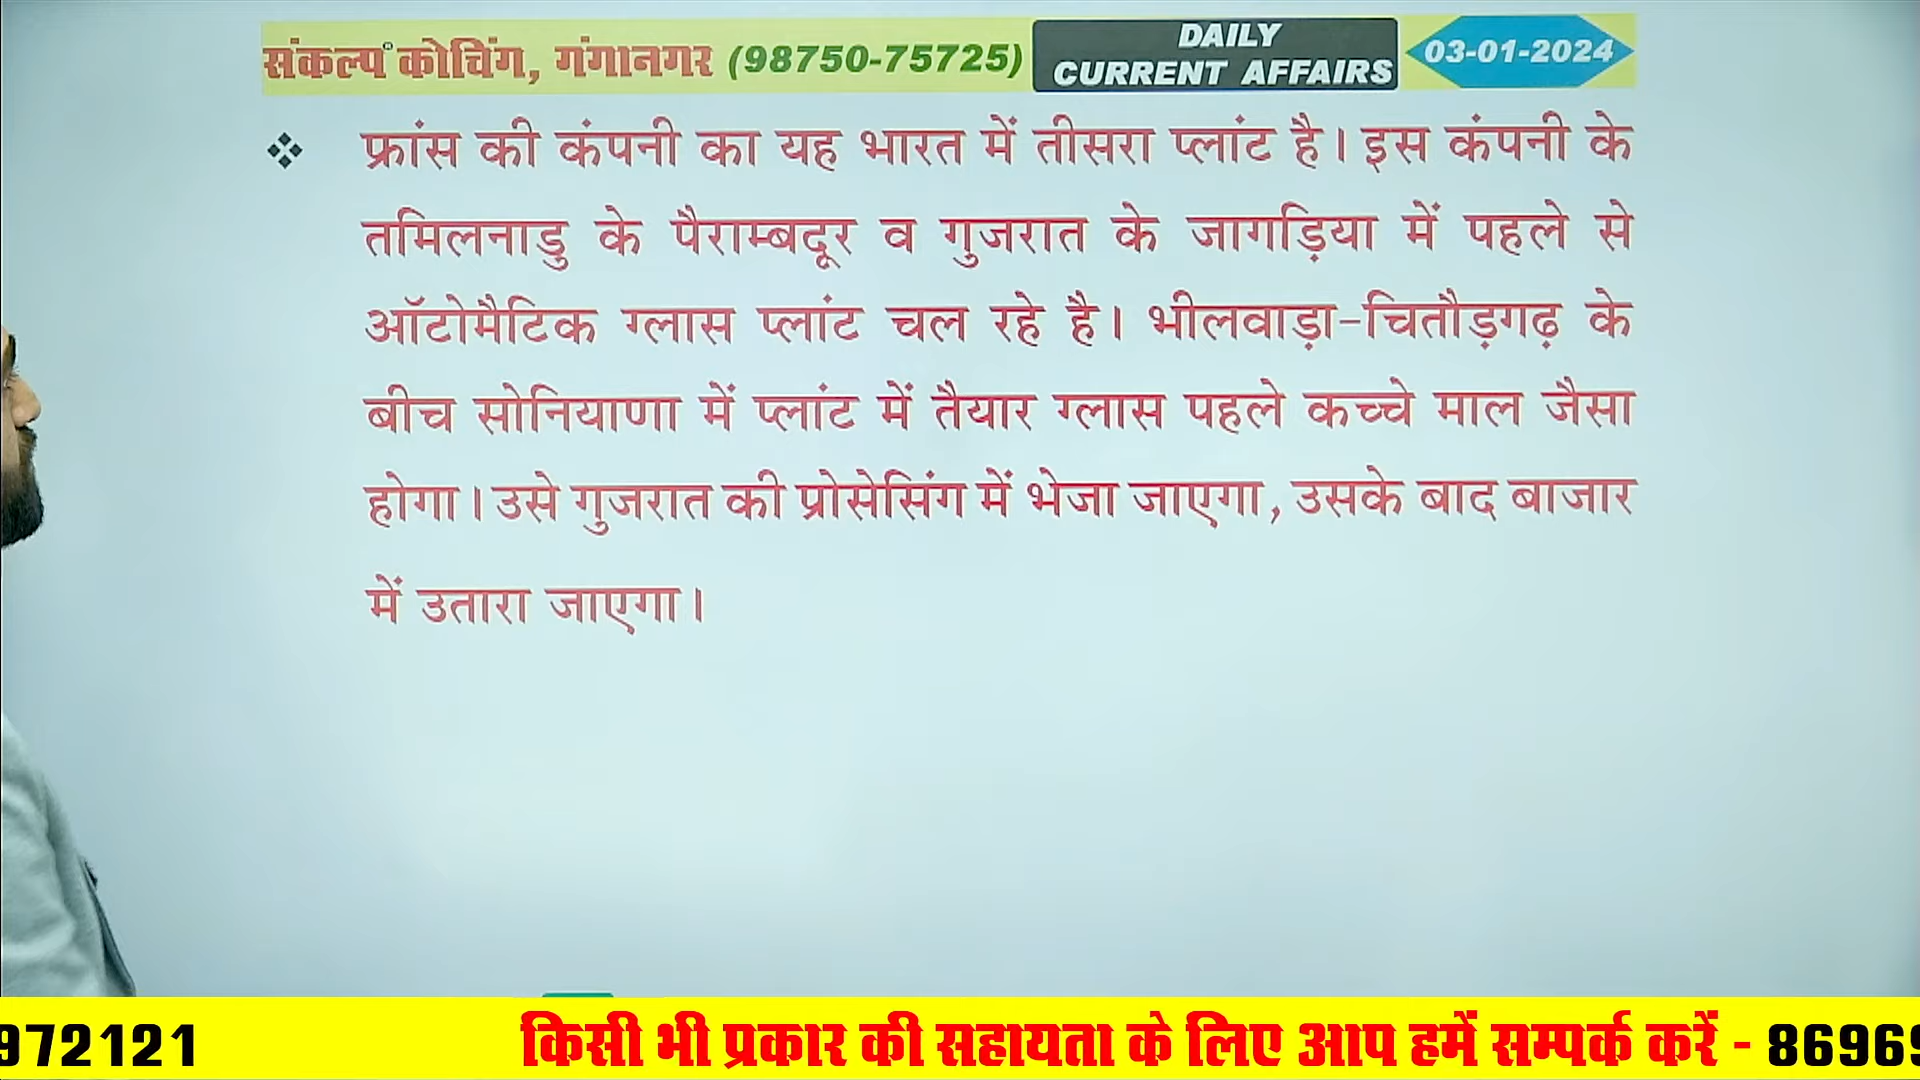 संकल्प कोचिंग, गंगानगर (98750-75725)
DAILY
CURRENT AFFAIRS
03-01-2024
❖ फ्रांस की कंपनी का यह भारत में तीसरा प्लांट है। इस कंपनी के
तमिलनाडु के पैराम्बदूर व गुजरात के जागड़िया में पहले से
ऑटोमैटिक ग्लास प्लांट चल रहे है। भीलवाड़ा-चितौड़गढ़ के
बीच सोनियाणा में प्लांट में तैयार ग्लास पहले कच्चे माल जैसा
होगा। उसे गुजरात की प्रोसेसिंग में भेजा जाएगा, उसके बाद बाजार
में उतारा जाएगा।
972121 किसी भी प्रकार की सहायता के लिए आप हमें सम्पर्क करें - 8696